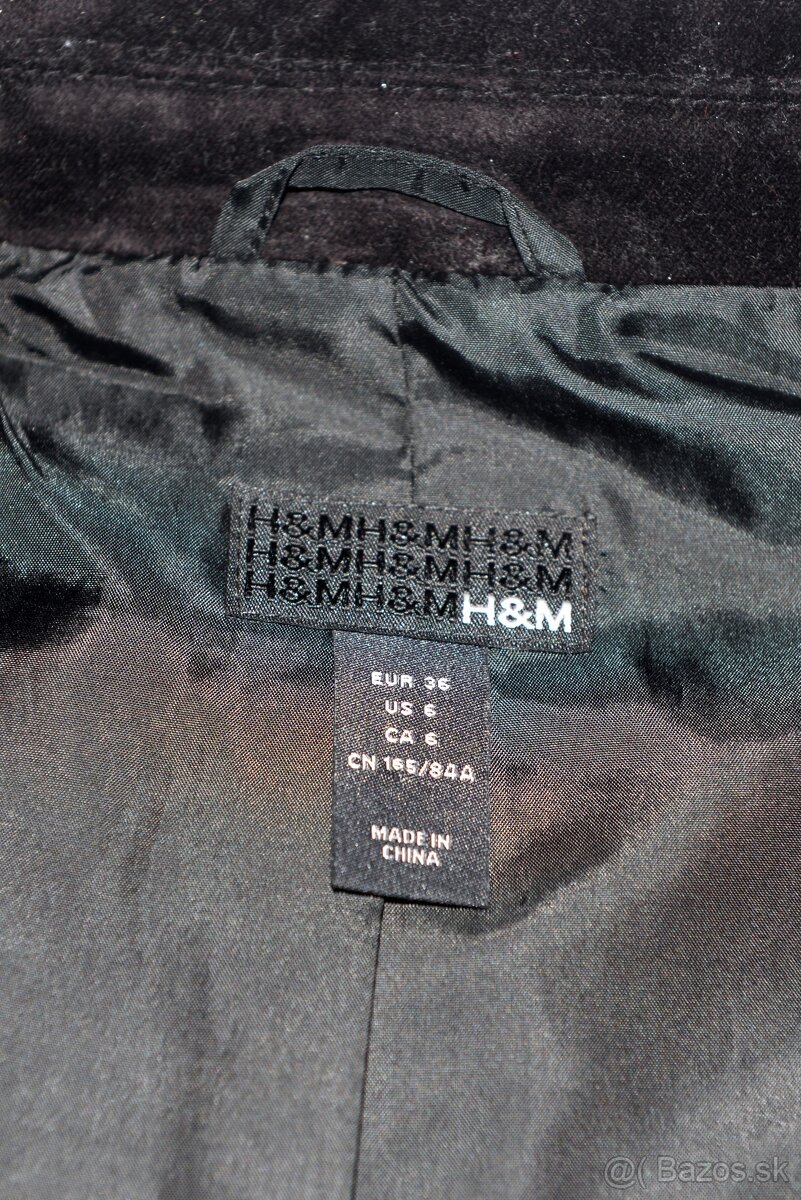 H&MH&MH&M
H&MH&MH&M
H&MH&MH&M
EUR 36
US 6
CA 6
CN 165/84A
MADE IN
CHINA
@( Bazos.sk